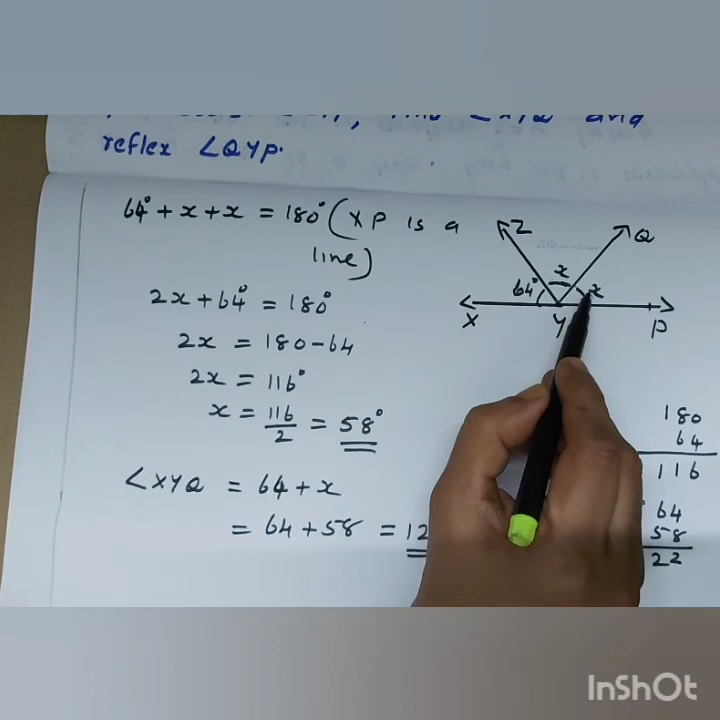 reflex ∠QYP.
64° + x + x = 180° (XP is a
line)
2x + 64° = 180°
2x = 180 - 64
2x = 116°
x = 116/2 = 58°
∠XYQ = 64 + x
= 64 + 58 = 12
Z
Q
x
64°
x
X
Y
P
180
64
116
64
58
22
InShOt